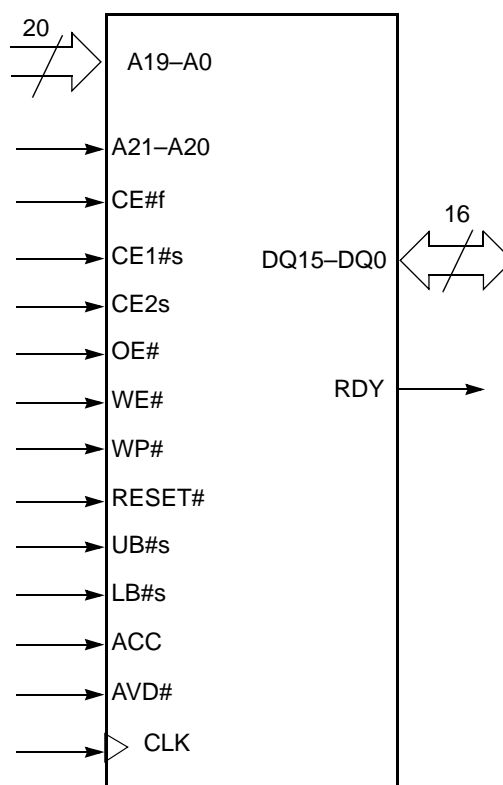 20
A19–A0
A21–A20
CE#f
16
CE1#s
DQ15–DQ0
CE2s
OE#
RDY
WE#
WP#
RESET#
UB#s
LB#s
ACC
AVD#
CLK